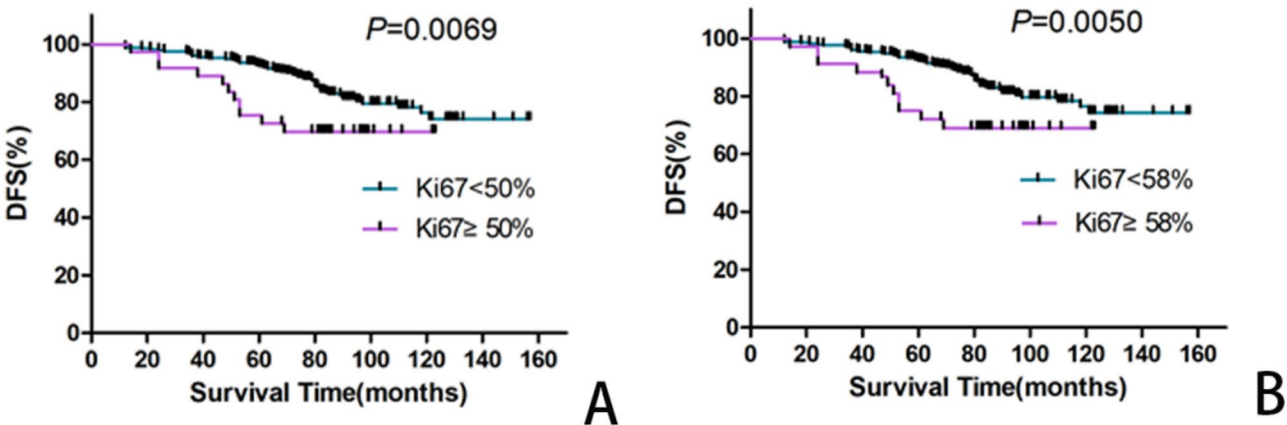 P=0.0069
100
80
60
40
20
0
DFS(%)
Ki67<50%
Ki67≥ 50%
0 20 40 60 80 100 120 140 160
Survival Time(months)
A
P=0.0050
100
80
60
40
20
0
DFS(%)
Ki67<58%
Ki67≥ 58%
0 20 40 60 80 100 120 140 160
Survival Time(months)
B